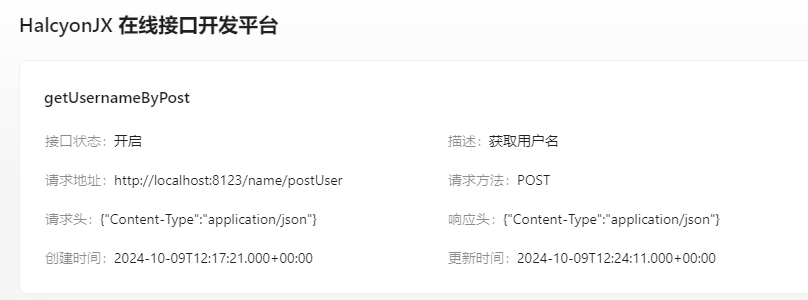 HalcyonJX 在线接口开发平台
getUsernameByPost
接口状态：开启 描述：获取用户名
请求地址：http://localhost:8123/name/postUser 请求方法：POST
请求头：{"Content-Type":"application/json"} 响应头：{"Content-Type":"application/json"}
创建时间：2024-10-09T12:17:21.000+00:00 更新时间：2024-10-09T12:24:11.000+00:00